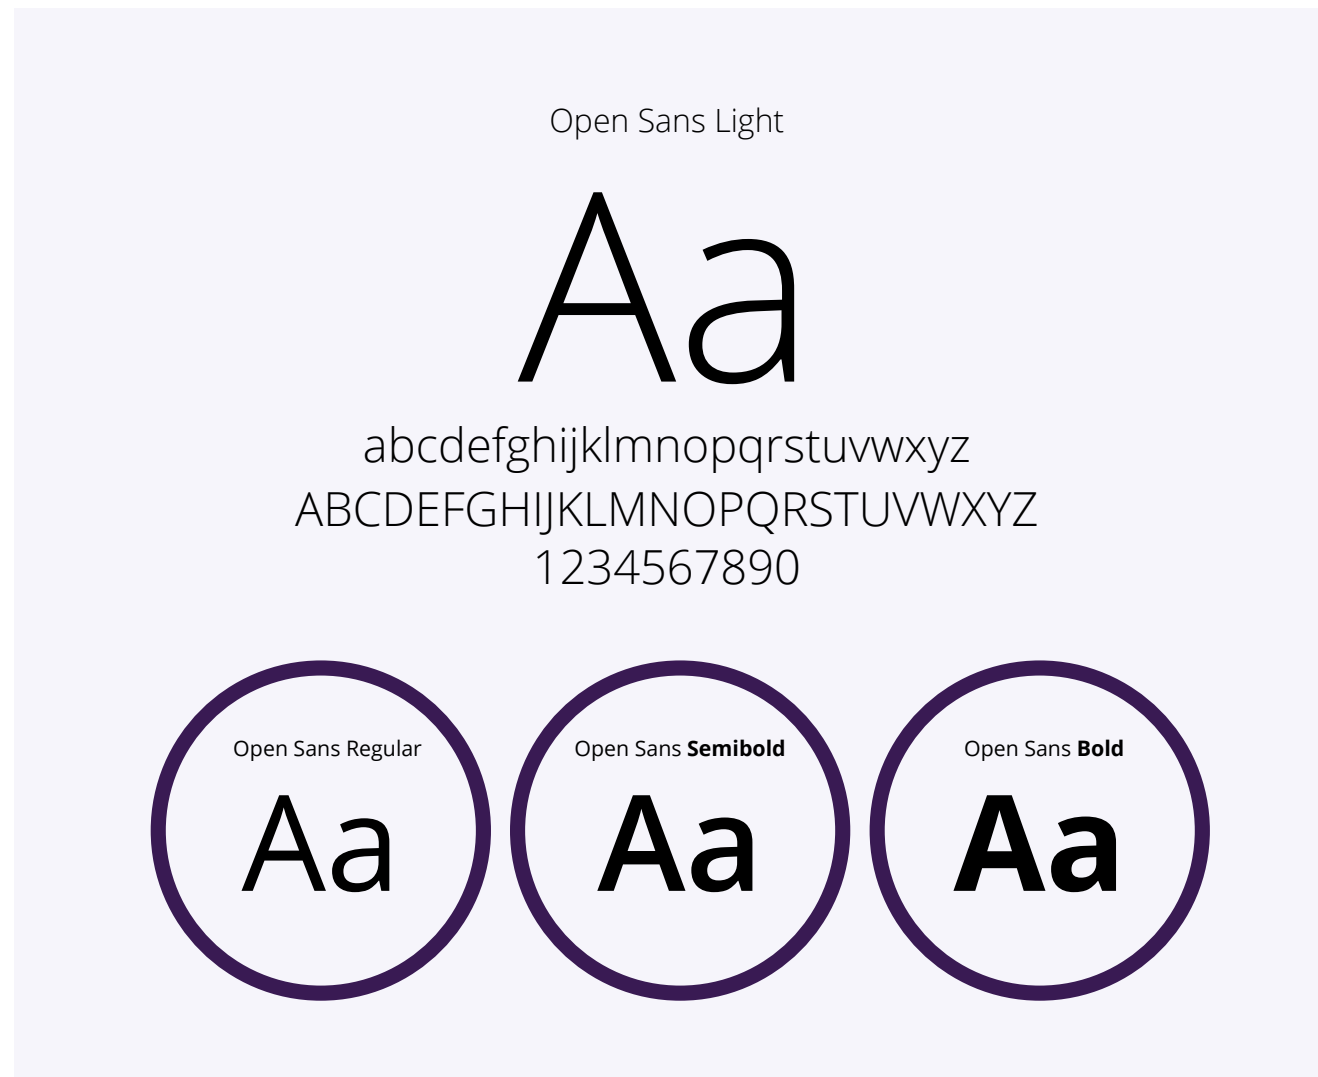 Open Sans Light
Aa
abcdefghijklmnopqrstuvwxyz
ABCDEFGHIJKLMNOPQRSTUVWXYZ
1234567890
Open Sans Regular
Aa
Open Sans Semibold
Aa
Open Sans Bold
Aa